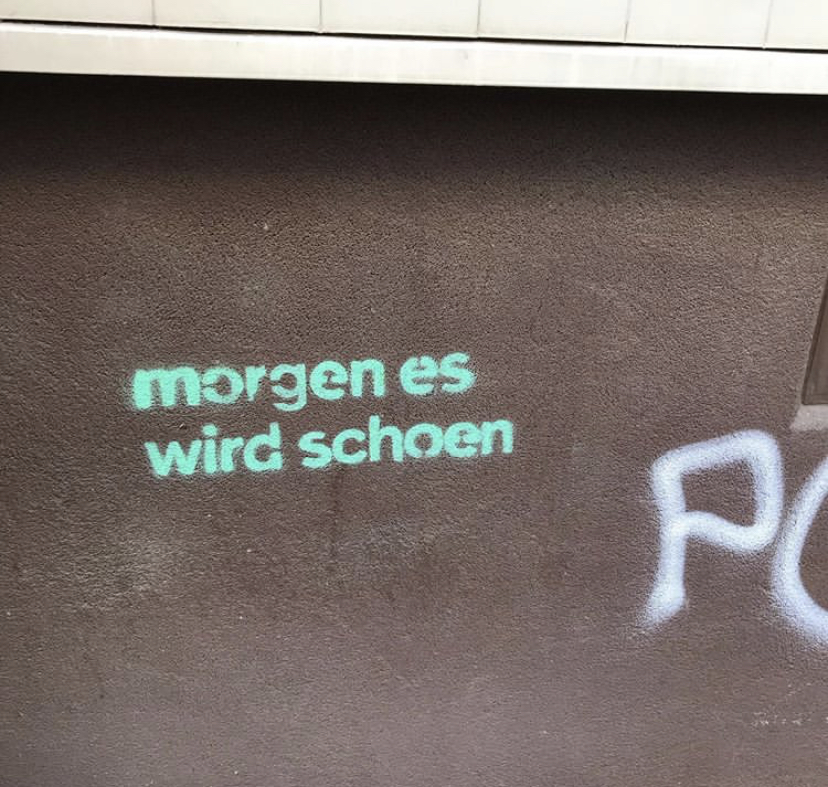 morgen es
wird schoen